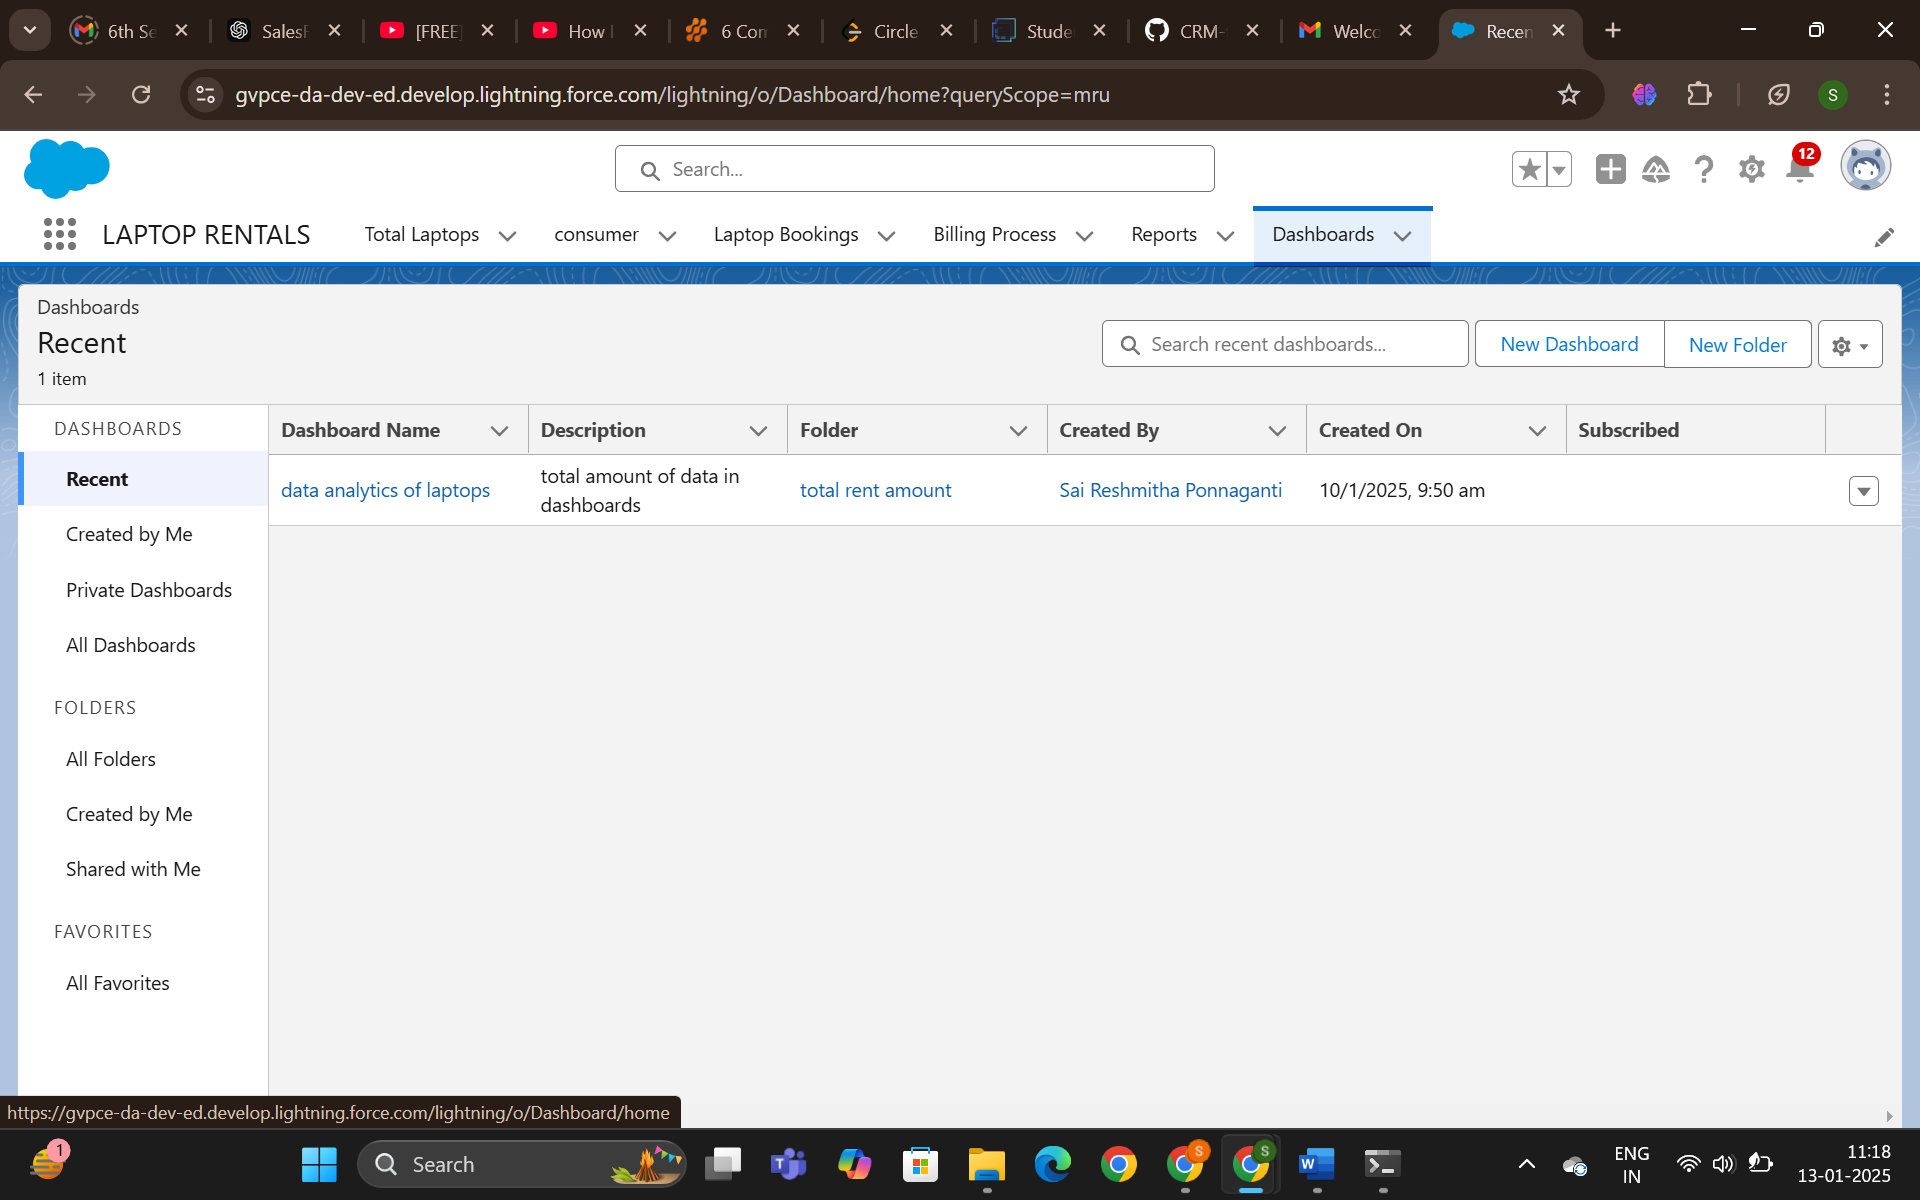 6th Se
SalesF
[FREE]
How I
6 Com
Circle
Stude
CRM-
Welco
Recen
gvpce-da-dev-ed.develop.lightning.force.com/lightning/o/Dashboard/home?queryScope=mru
S
Search...
12
LAPTOP RENTALS
Total Laptops
consumer
Laptop Bookings
Billing Process
Reports
Dashboards
Dashboards
Recent
1 item
Search recent dashboards...
New Dashboard
New Folder
DASHBOARDS
Recent
Created by Me
Private Dashboards
All Dashboards
FOLDERS
All Folders
Created by Me
Shared with Me
FAVORITES
All Favorites
Dashboard Name
Description
Folder
Created By
Created On
Subscribed
data analytics of laptops
total amount of data in
dashboards
total rent amount
Sai Reshmitha Ponnaganti
10/1/2025, 9:50 am
https://gvpce-da-dev-ed.develop.lightning.force.com/lightning/o/Dashboard/home
1
Search
S
S
ENG
IN
11:18
13-01-2025